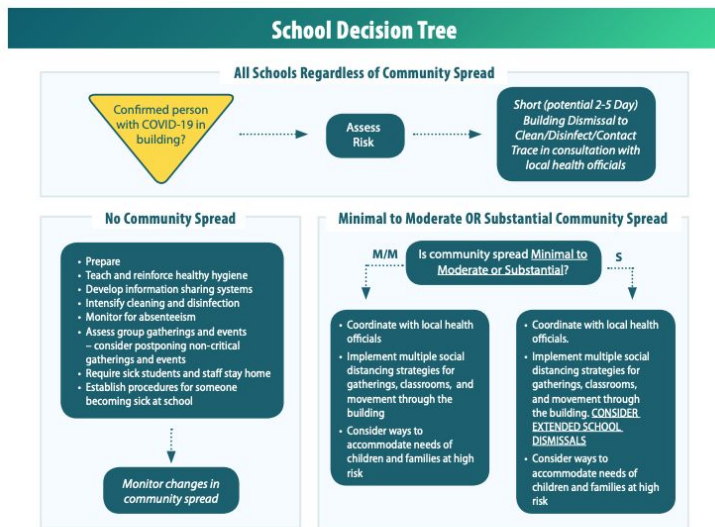 School Decision Tree
All Schools Regardless of Community Spread
Confirmed person
with COVID-19 in
building?
Assess
Risk
Short (potential 2-5 Day)
Building Dismissal to
Clean/Disinfect/Contact
Trace in consultation with
local health officials
No Community Spread
• Prepare
• Teach and reinforce healthy hygiene
• Develop information sharing systems
• Intensify cleaning and disinfection
• Monitor for absenteeism
• Assess group gatherings and events
– consider postponing non-critical
gatherings and events
• Require sick students and staff stay home
• Establish procedures for someone
becoming sick at school
Monitor changes in
community spread
Minimal to Moderate OR Substantial Community Spread
M/M
Is community spread Minimal to
Moderate or Substantial?
S
• Coordinate with local health
officials
• Implement multiple social
distancing strategies for
gatherings, classrooms, and
movement through the
building
• Consider ways to
accommodate needs of
children and families at high
risk
• Coordinate with local health
officials.
• Implement multiple social
distancing strategies for
gatherings, classrooms,
and movement through
the building. CONSIDER
EXTENDED SCHOOL
DISMISSALS
• Consider ways to
accommodate needs of
children and families at high
risk